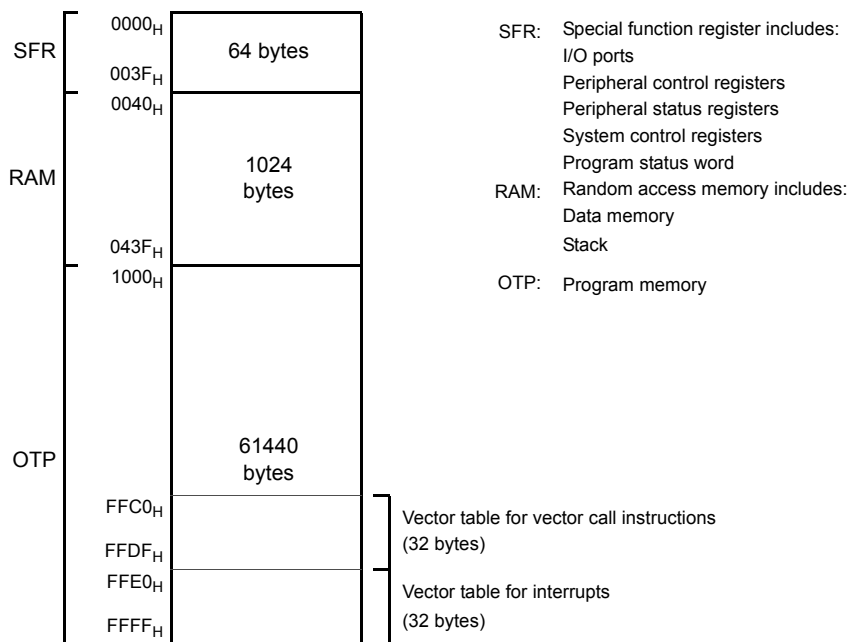 0000H
SFR
64 bytes
003FH
0040H
RAM
1024
bytes
043FH
1000H
OTP
61440
bytes
FFC0H
Vector table for vector call instructions
(32 bytes)
FFDFH
FFE0H
Vector table for interrupts
(32 bytes)
FFFFH
SFR: Special function register includes:
I/O ports
Peripheral control registers
Peripheral status registers
System control registers
Program status word
RAM: Random access memory includes:
Data memory
Stack
OTP: Program memory